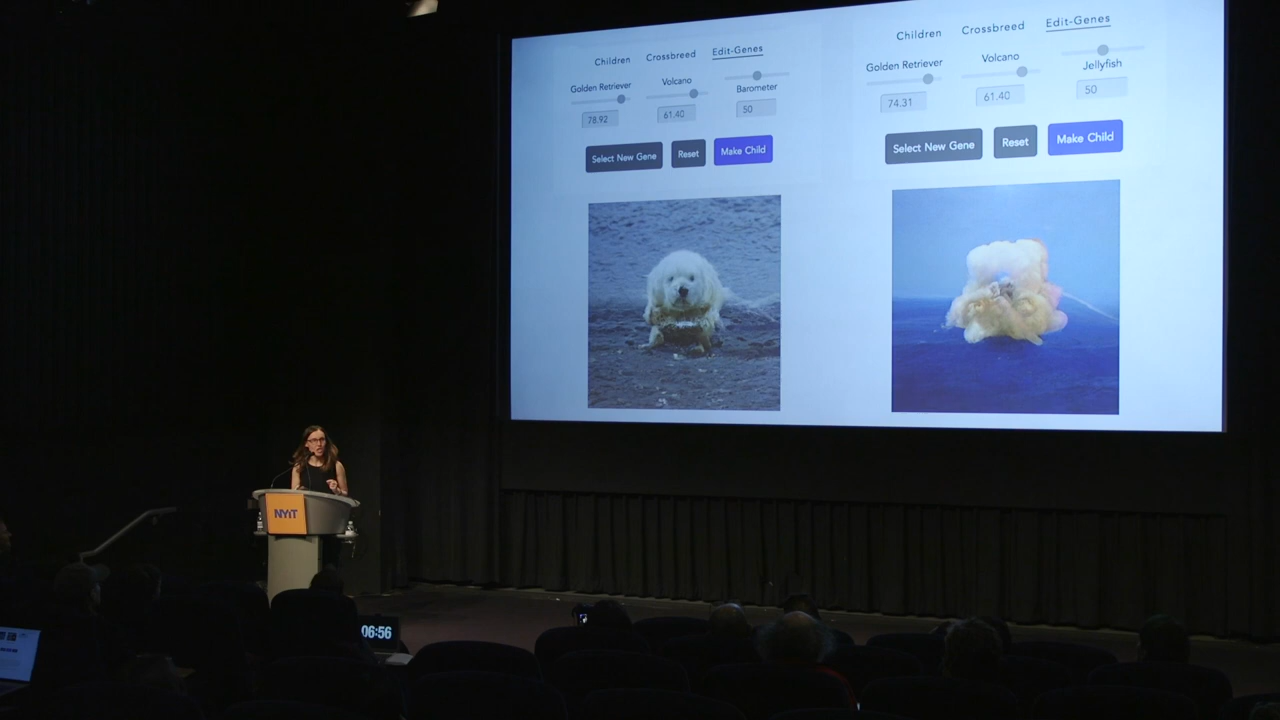 Children Crossbreed Edit-Genes
Golden Retriever Volcano Barometer
78.92 61.40 50
Select New Gene Reset Make Child
Children Crossbreed Edit-Genes
Golden Retriever Volcano Jellyfish
74.31 61.40 50
Select New Gene Reset Make Child
NYiT
06:56